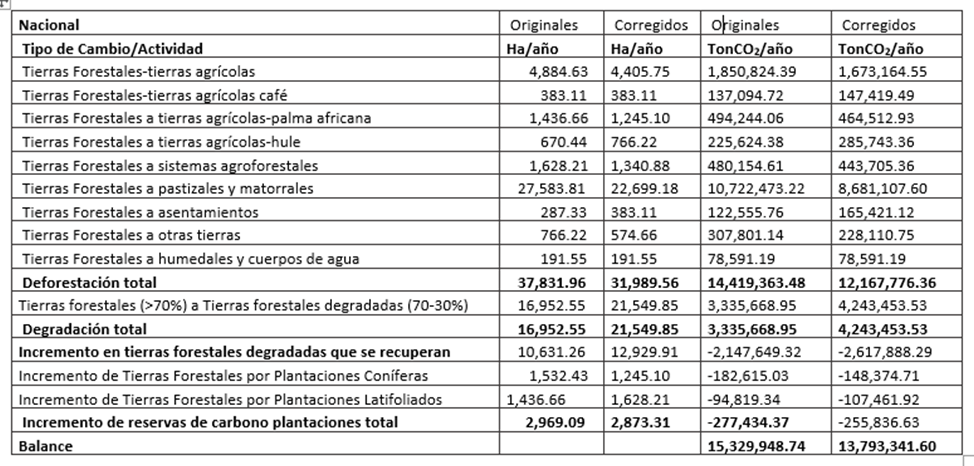 Nacional Originales Corregidos Originales Corregidos
Tipo de Cambio/Actividad Ha/año Ha/año TonCO₂/año TonCO₂/año
Tierras Forestales-tierras agrícolas 4,884.63 4,405.75 1,850,824.39 1,673,164.55
Tierras Forestales-tierras agrícolas café 383.11 383.11 137,094.72 147,419.49
Tierras Forestales a tierras agrícolas-palma africana 1,436.66 1,245.10 494,244.06 464,512.93
Tierras Forestales a tierras agrícolas-hule 670.44 766.22 225,624.38 285,743.36
Tierras Forestales a sistemas agroforestales 1,628.21 1,340.88 480,154.61 443,705.36
Tierras Forestales a pastizales y matorrales 27,583.81 22,699.18 10,722,473.22 8,681,107.60
Tierras Forestales a asentamientos 287.33 383.11 122,555.76 165,421.12
Tierras Forestales a otras tierras 766.22 574.66 307,801.14 228,110.75
Tierras Forestales a humedales y cuerpos de agua 191.55 191.55 78,591.19 78,591.19
Deforestación total 37,831.96 31,989.56 14,419,363.48 12,167,776.36
Tierras forestales (>70%) a Tierras forestales degradadas (70-30%) 16,952.55 21,549.85 3,335,668.95 4,243,453.53
Degradación total 16,952.55 21,549.85 3,335,668.95 4,243,453.53
Incremento en tierras forestales degradadas que se recuperan 10,631.26 12,929.91 -2,147,649.32 -2,617,888.29
Incremento de Tierras Forestales por Plantaciones Coníferas 1,532.43 1,245.10 -182,615.03 -148,374.71
Incremento de Tierras Forestales por Plantaciones Latifoliados 1,436.66 1,628.21 -94,819.34 -107,461.92
Incremento de reservas de carbono plantaciones total 2,969.09 2,873.31 -277,434.37 -255,836.63
Balance 15,329,948.74 13,793,341.60